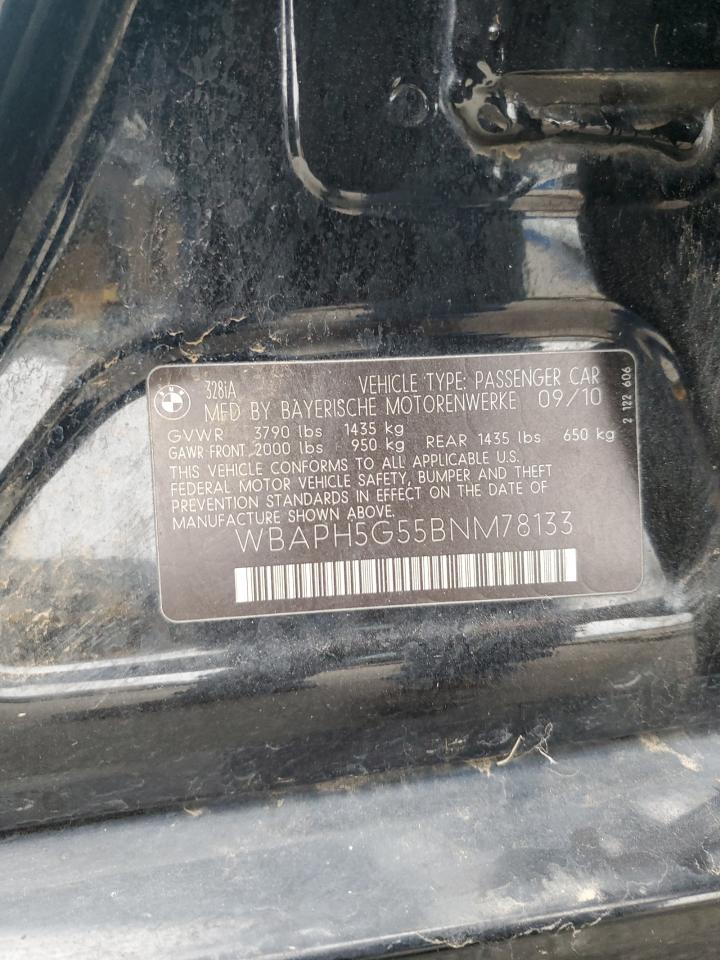 BMW
328iA VEHICLE TYPE: PASSENGER CAR
MFD BY BAYERISCHE MOTORENWERKE 09/10
GVWR 3790 lbs 1435 kg
GAWR FRONT 2000 lbs 950 kg REAR 1435 lbs 650 kg
THIS VEHICLE CONFORMS TO ALL APPLICABLE U.S.
FEDERAL MOTOR VEHICLE SAFETY, BUMPER AND THEFT
PREVENTION STANDARDS IN EFFECT ON THE DATE OF
MANUFACTURE SHOWN ABOVE.
WBAPH5G55BNM78133
2 122 606